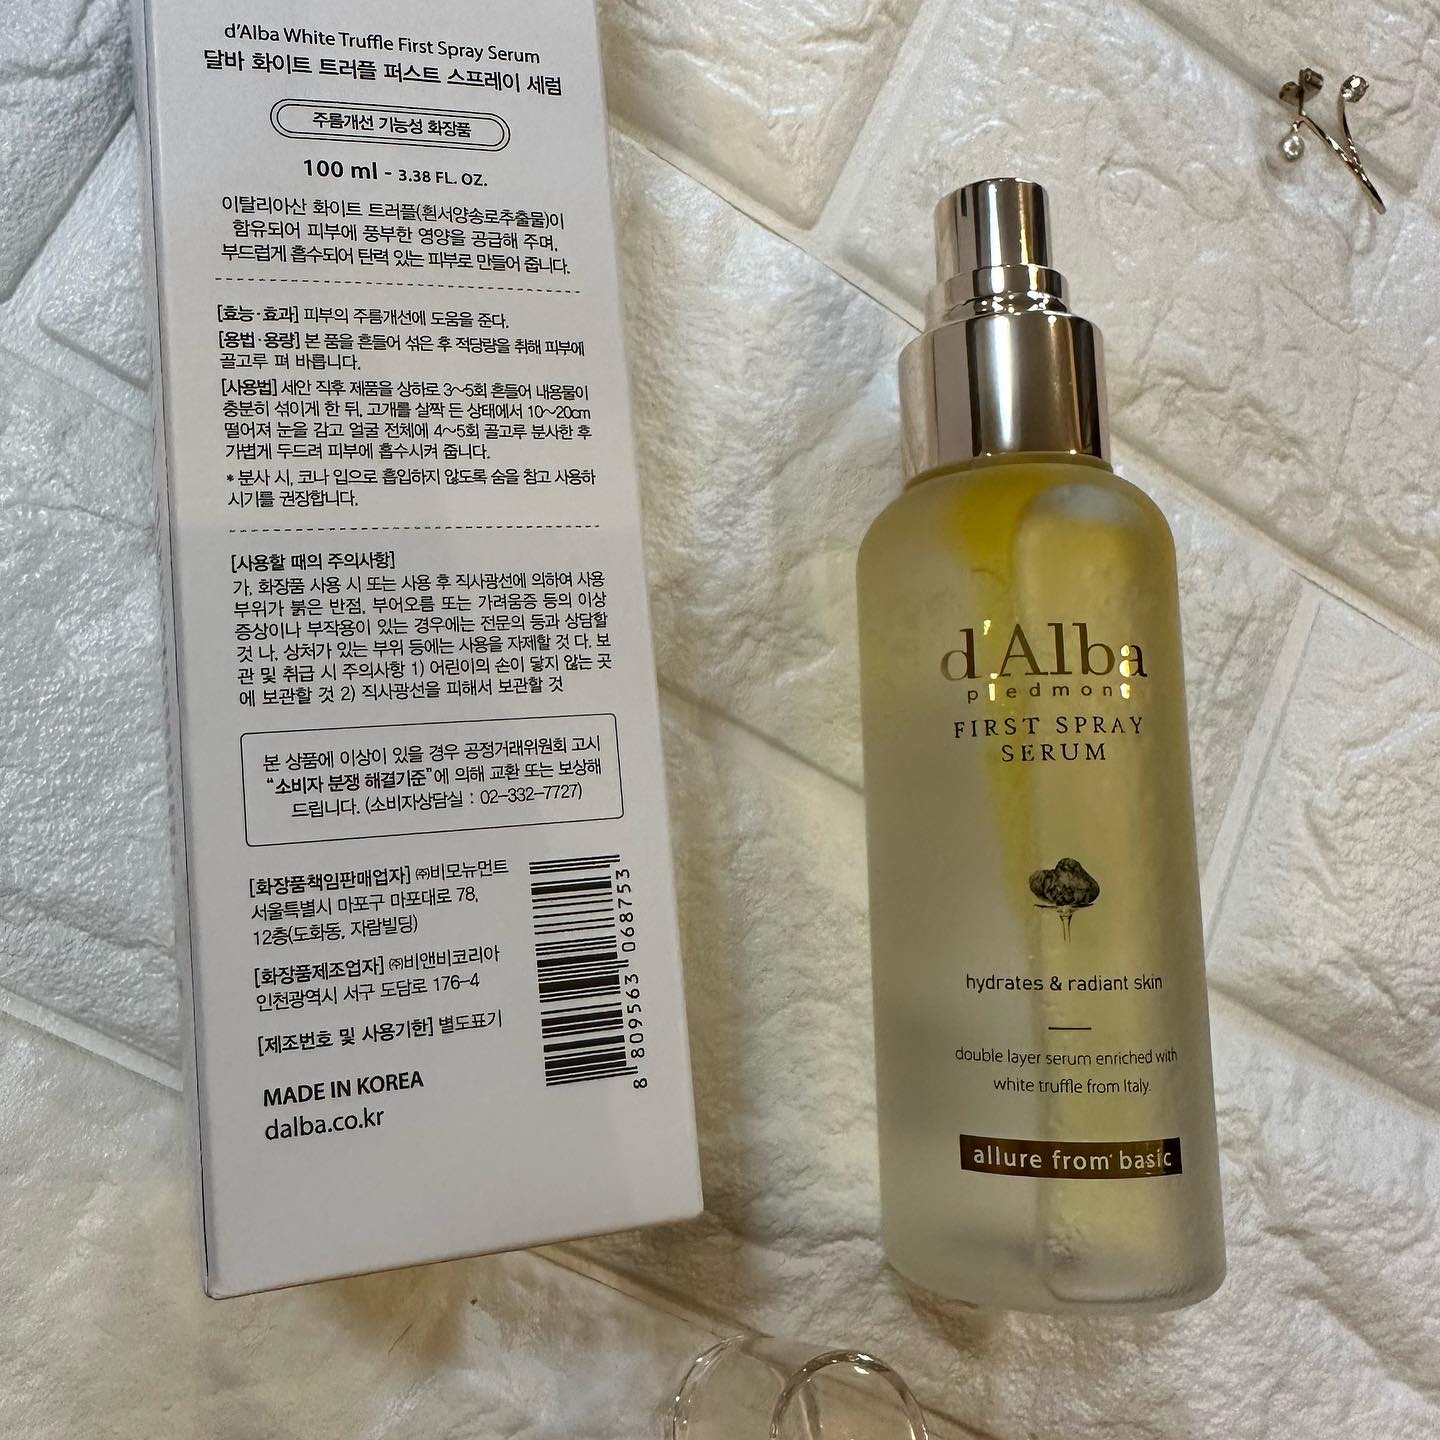 d'Alba White Truffle First Spray Serum
달바 화이트 트러플 퍼스트 스프레이 세럼
주름개선 기능성 화장품
100 ml - 3.38 FL. OZ.
이탈리아산 화이트 트러플(흰서양송로추출물)이
함유되어 피부에 풍부한 영양을 공급해 주며,
부드럽게 흡수되어 탄력 있는 피부로 만들어 줍니다.
[효능·효과] 피부의 주름개선에 도움을 준다.
[용법·용량] 본 품을 흔들어 섞은 후 적당량을 취해 피부에
골고루 펴 바릅니다.
[사용법] 세안 직후 제품을 상하로 3~5회 흔들어 내용물이
충분히 섞이게 한 뒤, 고개를 살짝 든 상태에서 10~20cm
떨어져 눈을 감고 얼굴 전체에 4~5회 골고루 분사한 후
가볍게 두드려 피부에 흡수시켜 줍니다.
* 분사 시, 코나 입으로 흡입하지 않도록 숨을 참고 사용하
시기를 권장합니다.
[사용할 때의 주의사항]
가. 화장품 사용 시 또는 사용 후 직사광선에 의하여 사용
부위가 붉은 반점, 부어오름 또는 가려움증 등의 이상
증상이나 부작용이 있는 경우에는 전문의 등과 상담할
것 나. 상처가 있는 부위 등에는 사용을 자제할 것 다. 보
관 및 취급 시 주의사항 1) 어린이의 손이 닿지 않는 곳
에 보관할 것 2) 직사광선을 피해서 보관할 것
본 상품에 이상이 있을 경우 공정거래위원회 고시
“소비자 분쟁 해결기준”에 의해 교환 또는 보상해
드립니다. (소비자상담실 : 02-332-7727)
[화장품책임판매업자] ㈜비모뉴먼트
서울특별시 마포구 마포대로 78,
12층(도화동, 자람빌딩)
[화장품제조업자] ㈜비앤비코리아
인천광역시 서구 도담로 176-4
[제조번호 및 사용기한] 별도표기
MADE IN KOREA
dalba.co.kr
8 809563 068753
d'Alba
piedmont
FIRST SPRAY
SERUM
hydrates & radiant skin
double layer serum enriched with
white truffle from Italy.
allure from basic